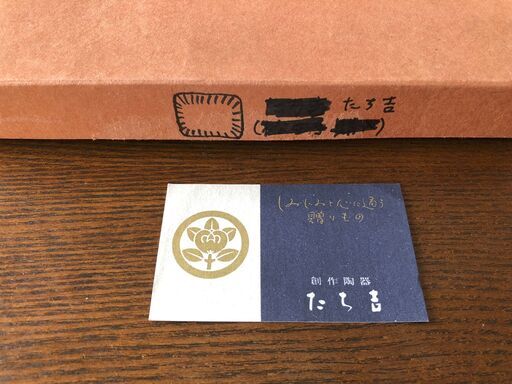 たち吉
しみじみと心に通う
贈りもの
創作陶器
たち吉